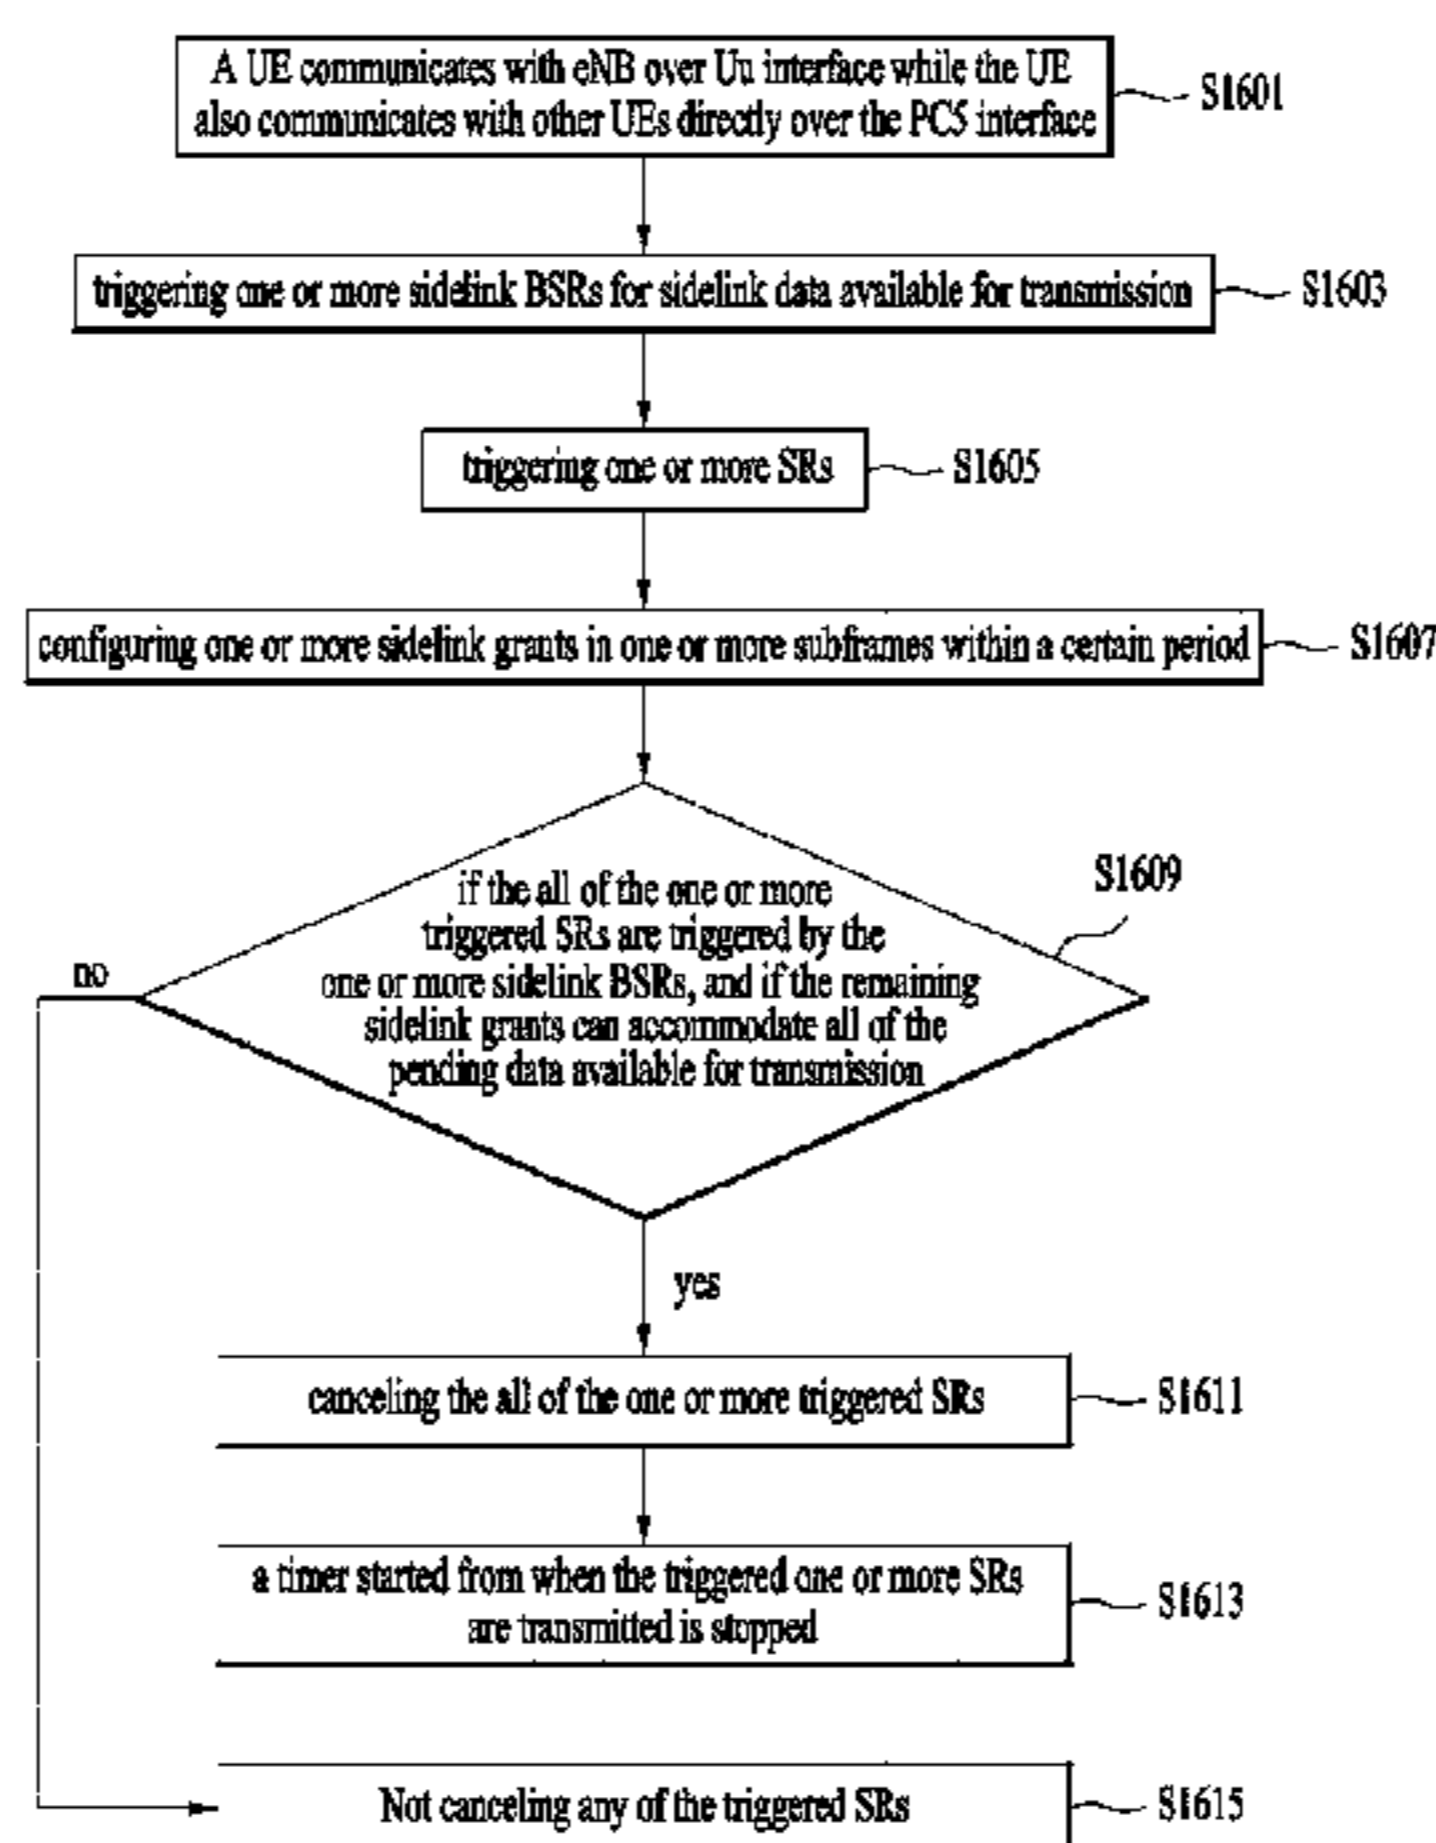 A UE communicates with eNB over Uu interface while the UE
also communicates with other UEs directly over the PC5 interface
S1601
triggering one or more sidelink BSRs for sidelink data available for transmission
S1603
triggering one or more SRs
S1605
configuring one or more sidelink grants in one or more subframes within a certain period
S1607
S1609
if the all of the one or more
triggered SRs are triggered by the
one or more sidelink BSRs, and if the remaining
sidelink grants can accommodate all of the
pending data available for transmission
no
yes
canceling the all of the one or more triggered SRs
S1611
a timer started from when the triggered one or more SRs
are transmitted is stopped
S1613
Not canceling any of the triggered SRs
S1615